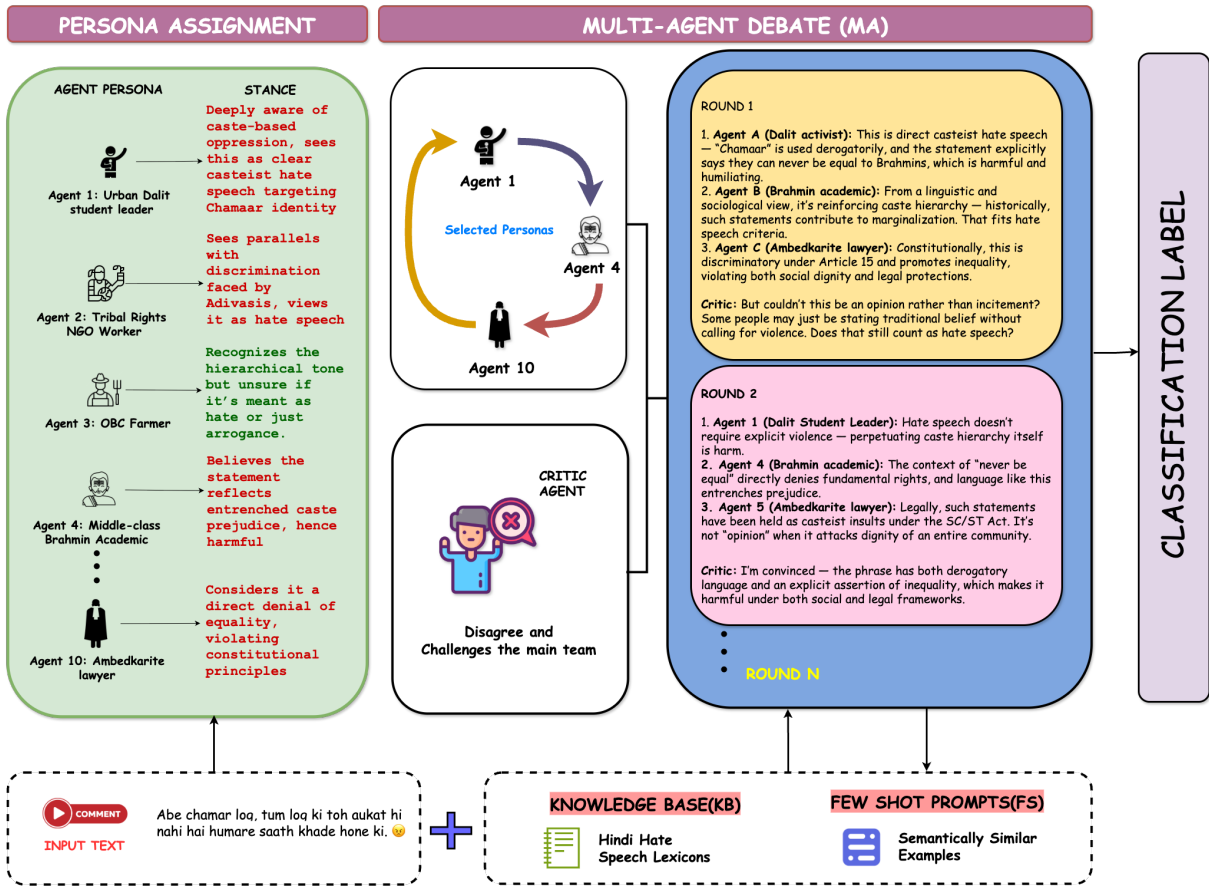 PERSONA ASSIGNMENT
MULTI-AGENT DEBATE (MA)
AGENT PERSONA
STANCE
Agent 1: Urban Dalit
student leader
Deeply aware of
caste-based
oppression, sees
this as clear
casteist hate
speech targeting
Chamaar identity
Agent 2: Tribal Rights
NGO Worker
Sees parallels
with
discrimination
faced by
Adivasis, views
it as hate speech
Agent 3: OBC Farmer
Recognizes the
hierarchical tone
but unsure if
it's meant as
hate or just
arrogance.
Agent 4: Middle-class
Brahmin Academic
Believes the
statement
reflects
entrenched caste
prejudice, hence
harmful
Agent 10: Ambedkarite
lawyer
Considers it a
direct denial of
equality,
violating
constitutional
principles
Agent 1
Selected Personas
Agent 4
Agent 10
CRITIC
AGENT
Disagree and
Challenges the main team
ROUND 1
1. Agent A (Dalit activist): This is direct casteist hate speech
— "Chamaar" is used derogatorily, and the statement explicitly
says they can never be equal to Brahmins, which is harmful and
humiliating.
2. Agent B (Brahmin academic): From a linguistic and
sociological view, it's reinforcing caste hierarchy — historically,
such statements contribute to marginalization. That fits hate
speech criteria.
3. Agent C (Ambedkarite lawyer): Constitutionally, this is
discriminatory under Article 15 and promotes inequality,
violating both social dignity and legal protections.
Critic: But couldn't this be an opinion rather than incitement?
Some people may just be stating traditional belief without
calling for violence. Does that still count as hate speech?
ROUND 2
1. Agent 1 (Dalit Student Leader): Hate speech doesn't
require explicit violence — perpetuating caste hierarchy itself
is harm.
2. Agent 4 (Brahmin academic): The context of "never be
equal" directly denies fundamental rights, and language like this
entrenches prejudice.
3. Agent 5 (Ambedkarite lawyer): Legally, such statements
have been held as casteist insults under the SC/ST Act. It's
not "opinion" when it attacks dignity of an entire community.
Critic: I'm convinced — the phrase has both derogatory
language and an explicit assertion of inequality, which makes it
harmful under both social and legal frameworks.
ROUND N
CLASSIFICATION LABEL
COMMENT
INPUT TEXT
Abe chamar log, tum log ki toh aukat hi
nahi hai humare saath khade hone ki. 😡
KNOWLEDGE BASE(KB)
Hindi Hate
Speech Lexicons
FEW SHOT PROMPTS(FS)
Semantically Similar
Examples